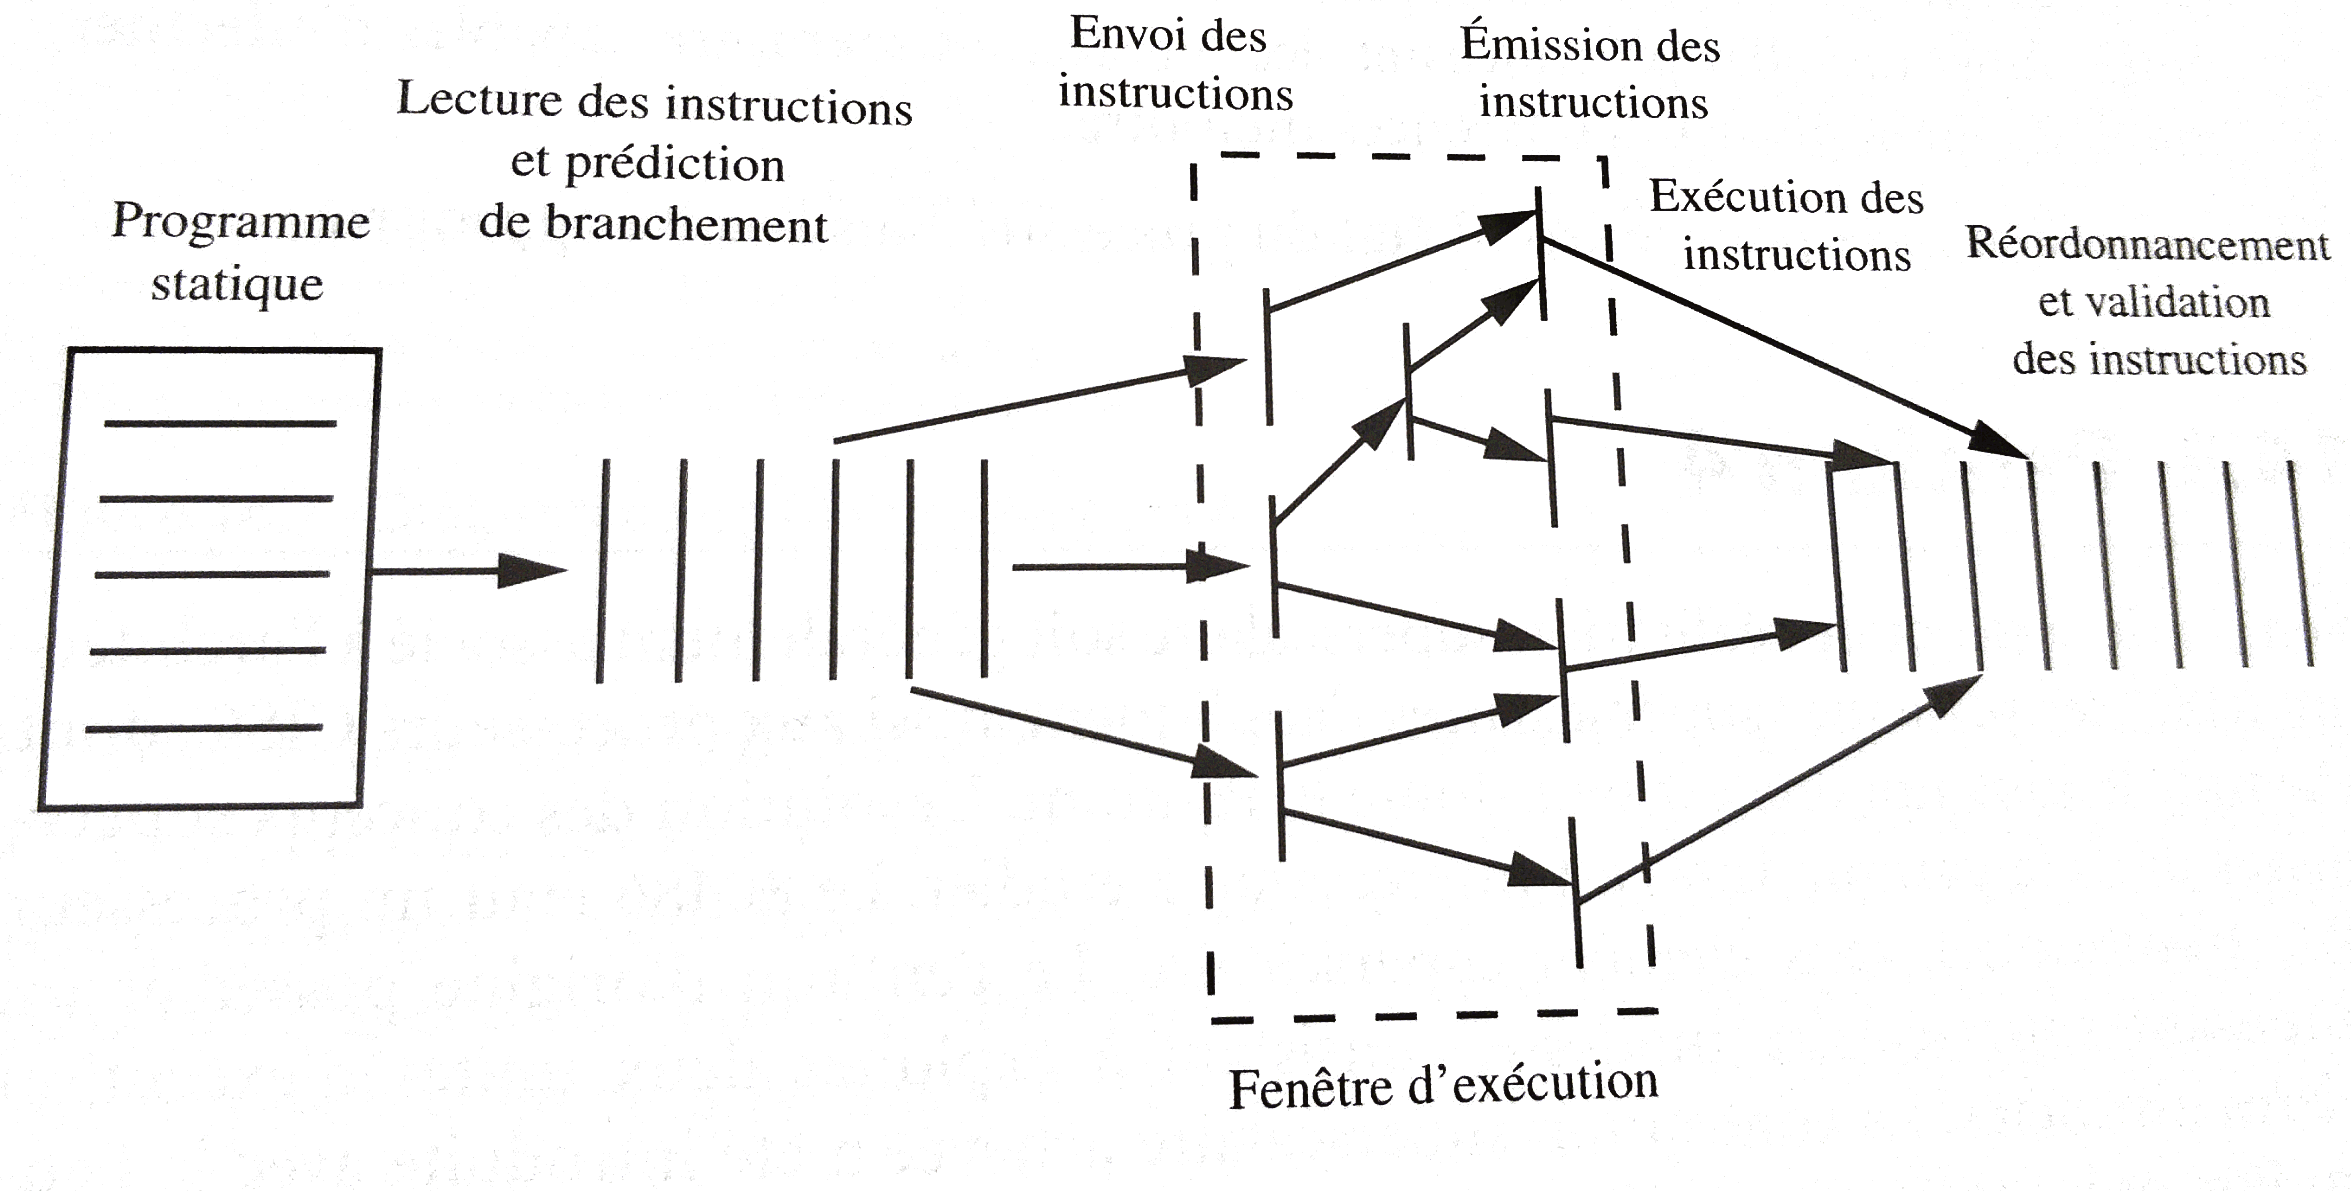 Programme
statique
Lecture des instructions
et prédiction
de branchement
Envoi des
instructions
Émission des
instructions
Exécution des
instructions
Réordonnancement
et validation
des instructions
Fenêtre d'exécution